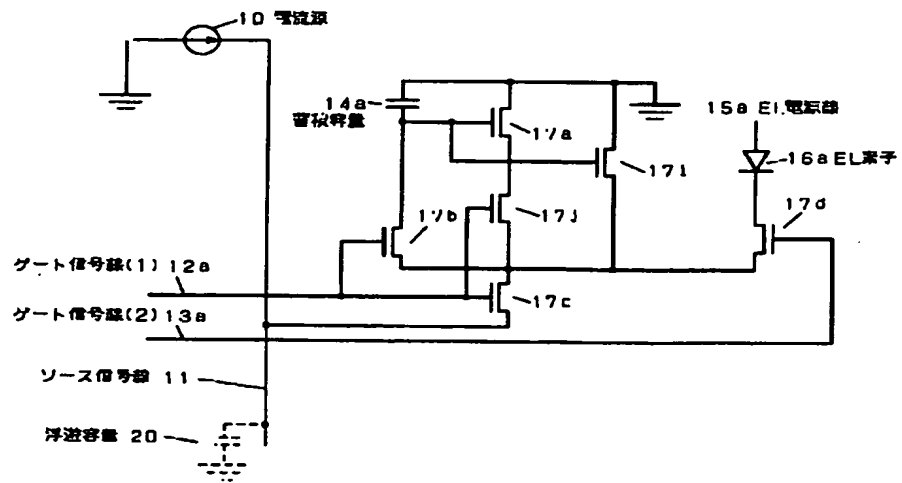 10 電流源
14a
蓄積容量
17a
15a EL電源部
16a EL素子
17i
17b
17j
17d
ゲート信号線(1) 12a
17c
ゲート信号線(2) 13a
ソース信号線 11
浮遊容量 20